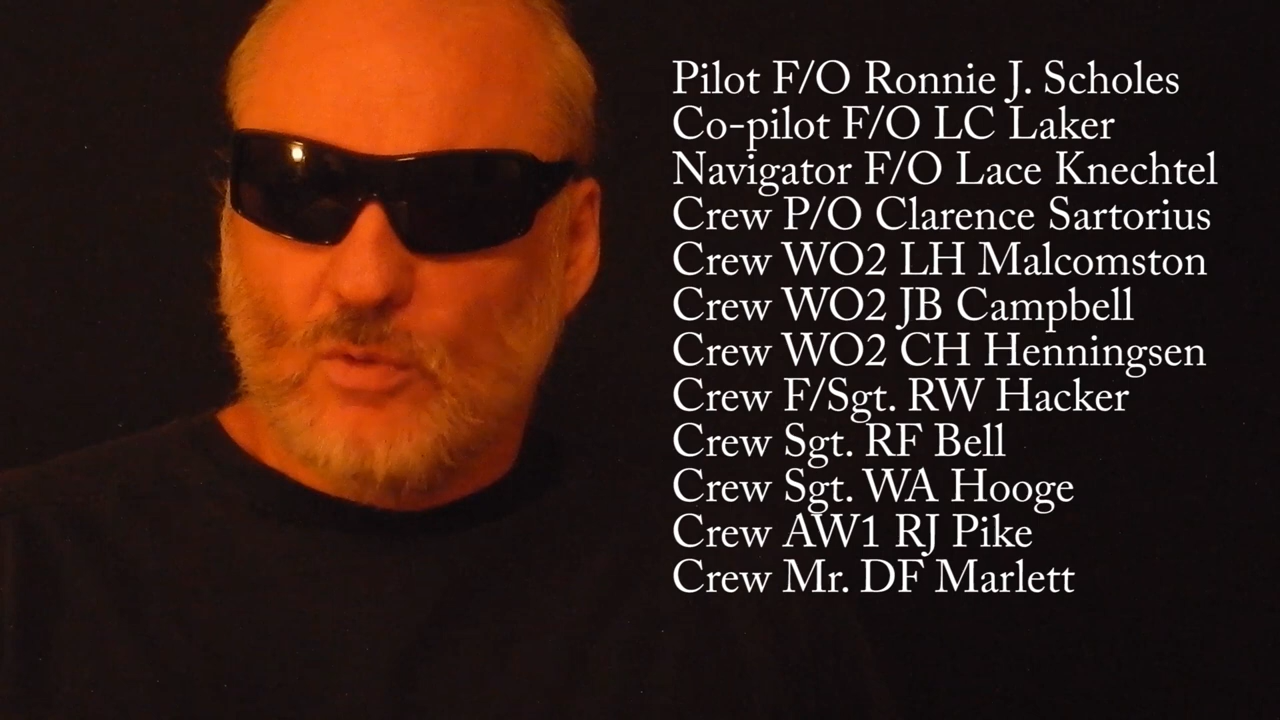 Pilot F/O Ronnie J. Scholes
Co-pilot F/O LC Laker
Navigator F/O Lace Knechtel
Crew P/O Clarence Sartorius
Crew WO2 LH Malcomston
Crew WO2 JB Campbell
Crew WO2 CH Henningsen
Crew F/Sgt. RW Hacker
Crew Sgt. RF Bell
Crew Sgt. WA Hooge
Crew AW1 RJ Pike
Crew Mr. DF Marlett